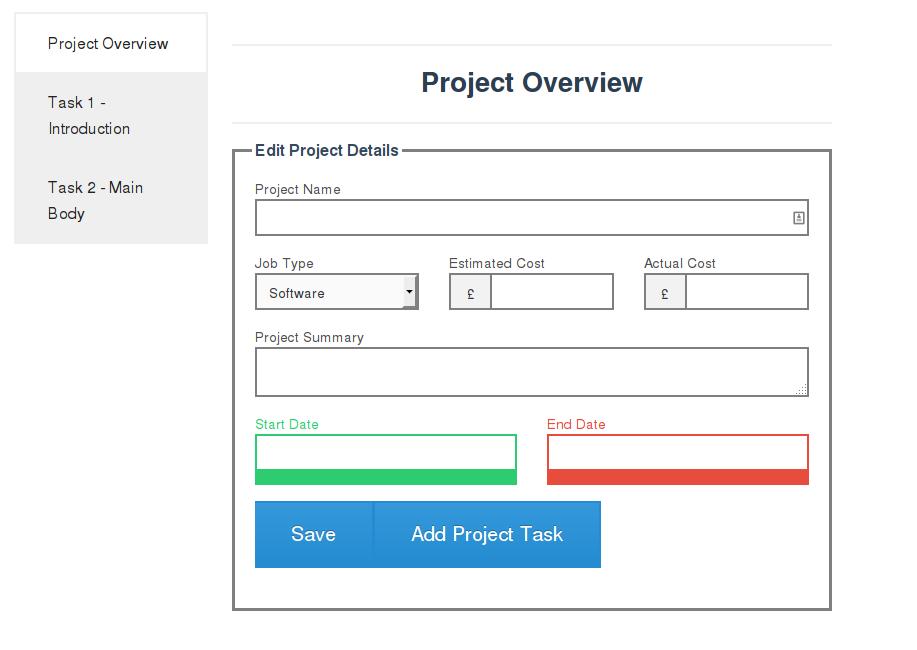 Project Overview
Task 1 -
Introduction
Task 2 - Main
Body
Project Overview
Edit Project Details
Project Name
Job Type
Estimated Cost
Actual Cost
Software
£
£
Project Summary
Start Date
End Date
Save
Add Project Task